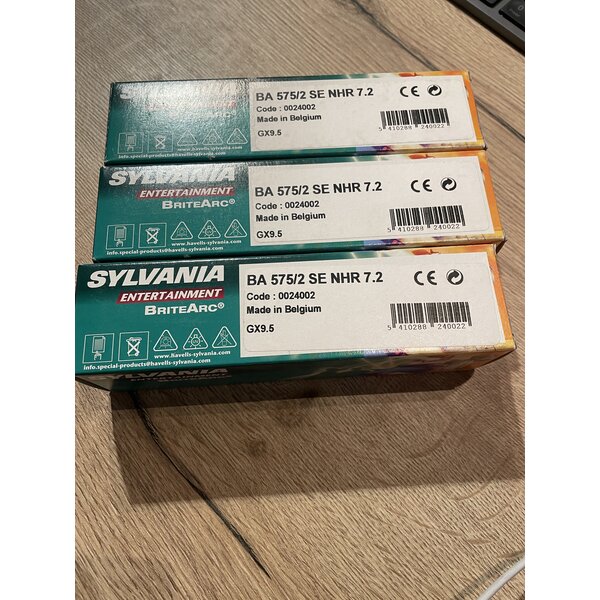 SYLVANIA
BA 575/2 SE NHR 7.2
Code : 0024002
Made in Belgium
GX9.5
CE
5 410288 240022
www.havells-sylvania.com
info.special-products@havells-sylvania.com
SYLVANIA
ENTERTAINMENT
BRITEARC®
BA 575/2 SE NHR 7.2
Code : 0024002
Made in Belgium
GX9.5
CE
5 410288 240022
www.havells-sylvania.com
info.special-products@havells-sylvania.com
SYLVANIA
ENTERTAINMENT
BRITEARC®
BA 575/2 SE NHR 7.2
Code : 0024002
Made in Belgium
GX9.5
CE
5 410288 240022
www.havells-sylvania.com
info.special-products@havells-sylvania.com
SYLVANIA